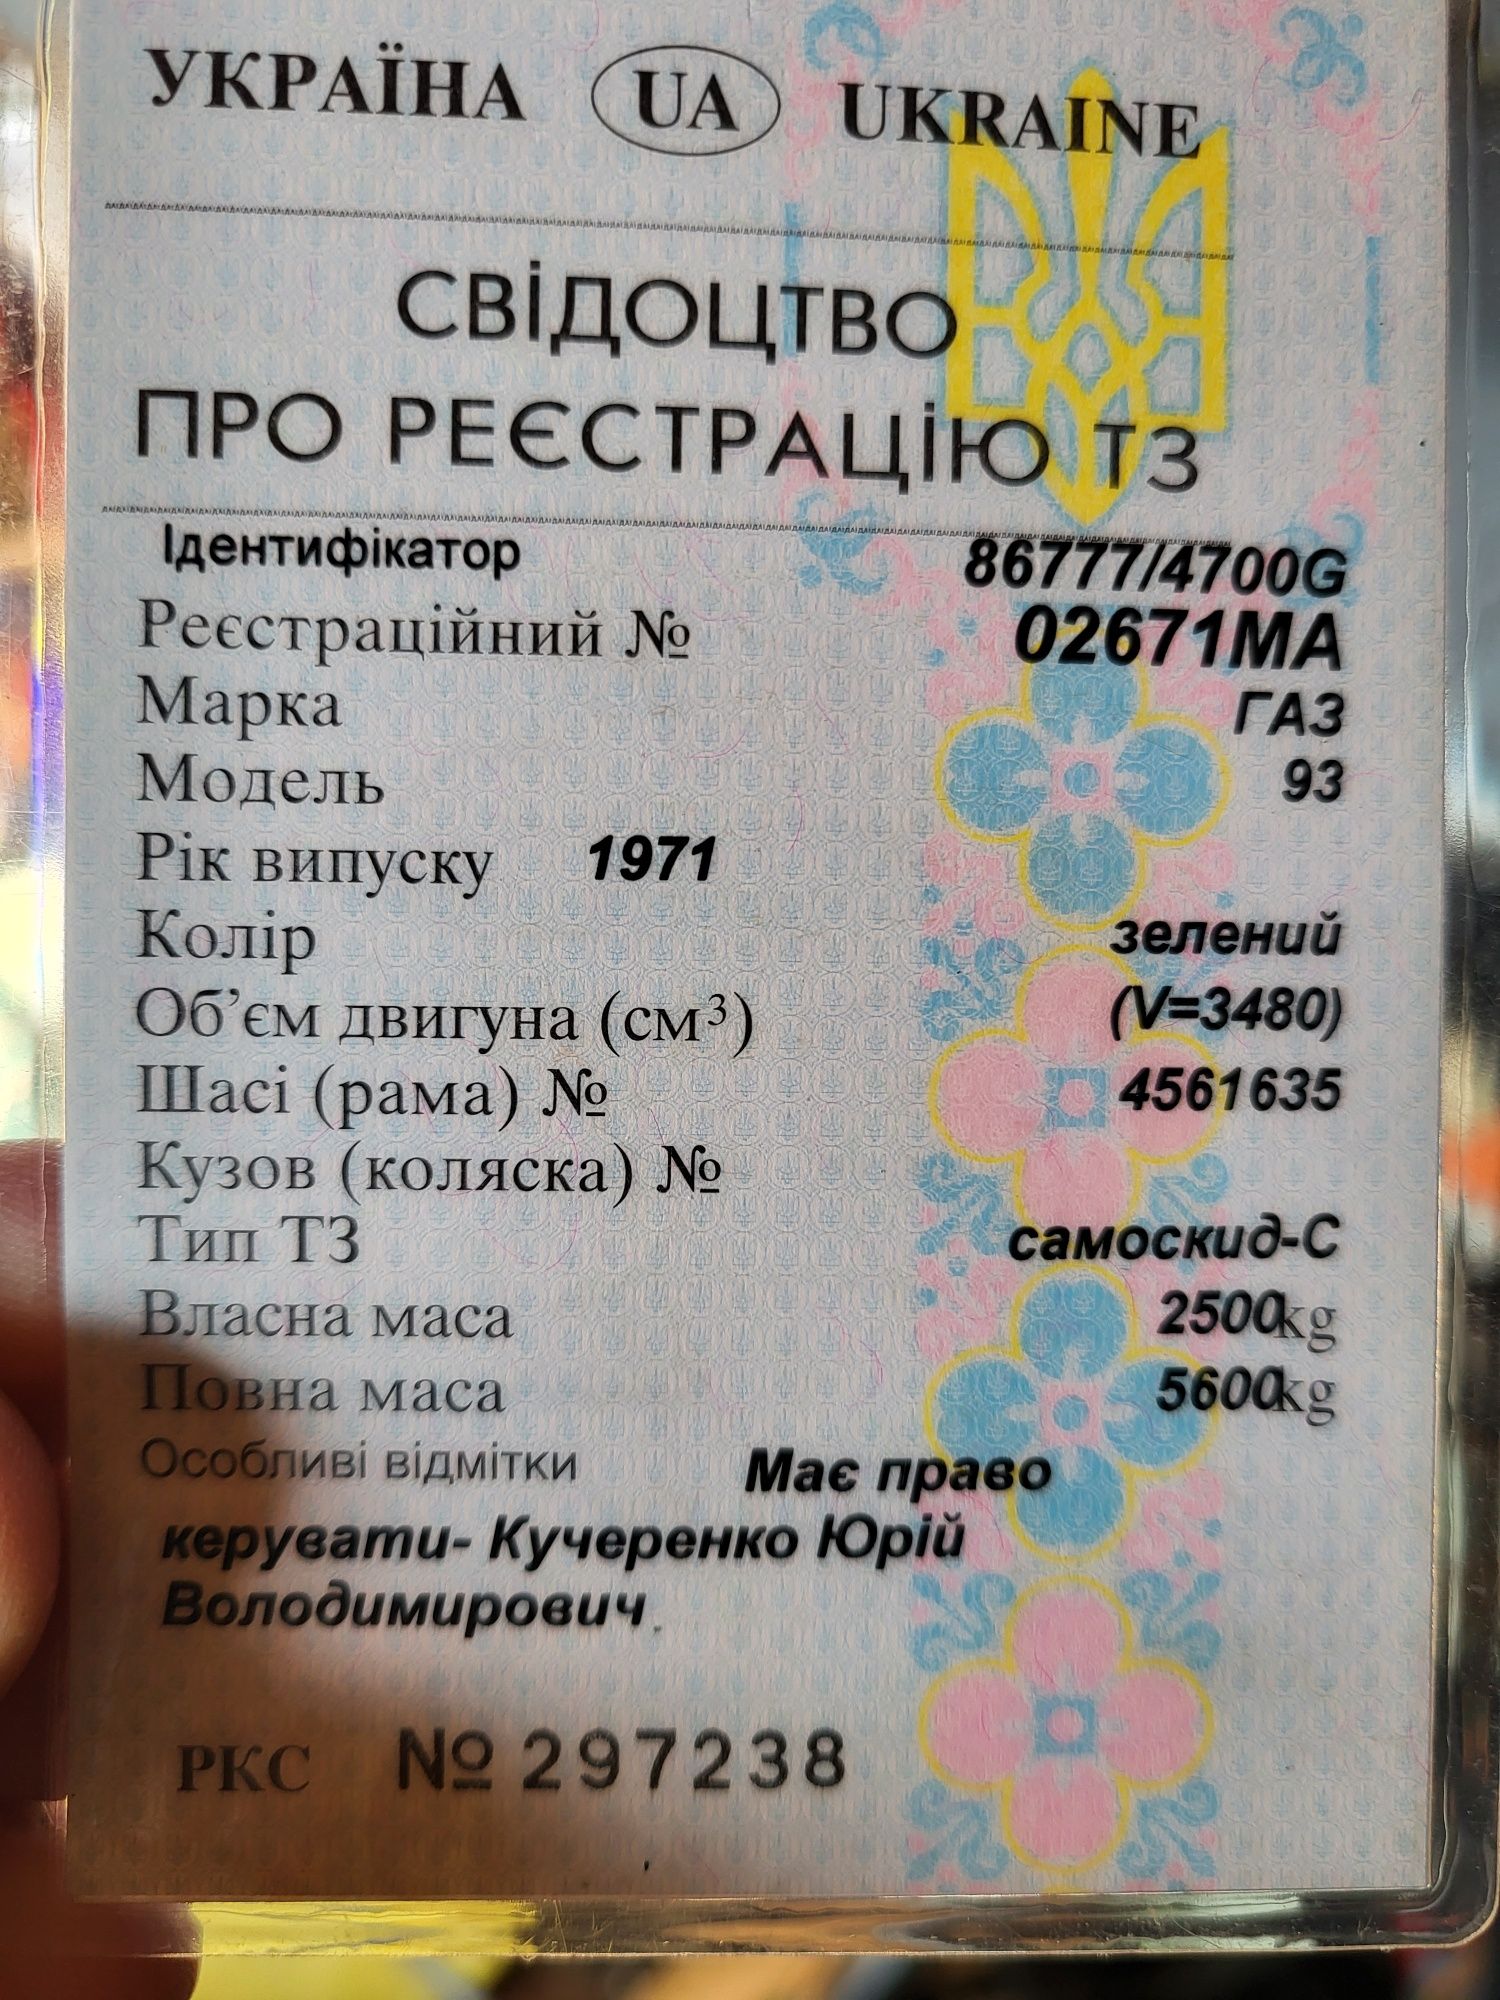 УКРАЇНА UA UKRAINE
СВІДОЦТВО
ПРО РЕЄСТРАЦІЮ ТЗ
Ідентифікатор 86777/4700G
Реєстраційний № 02671МА
Марка ГАЗ
Модель 93
Рік випуску 1971
Колір зелений
Об’єм двигуна (см³) (V=3480)
Шасі (рама) № 4561635
Кузов (коляска) №
Тип ТЗ самоскид-С
Власна маса 2500kg
Повна маса 5600kg
Особливі відмітки Має право
керувати- Кучеренко Юрій
Володимирович
РКС № 297238